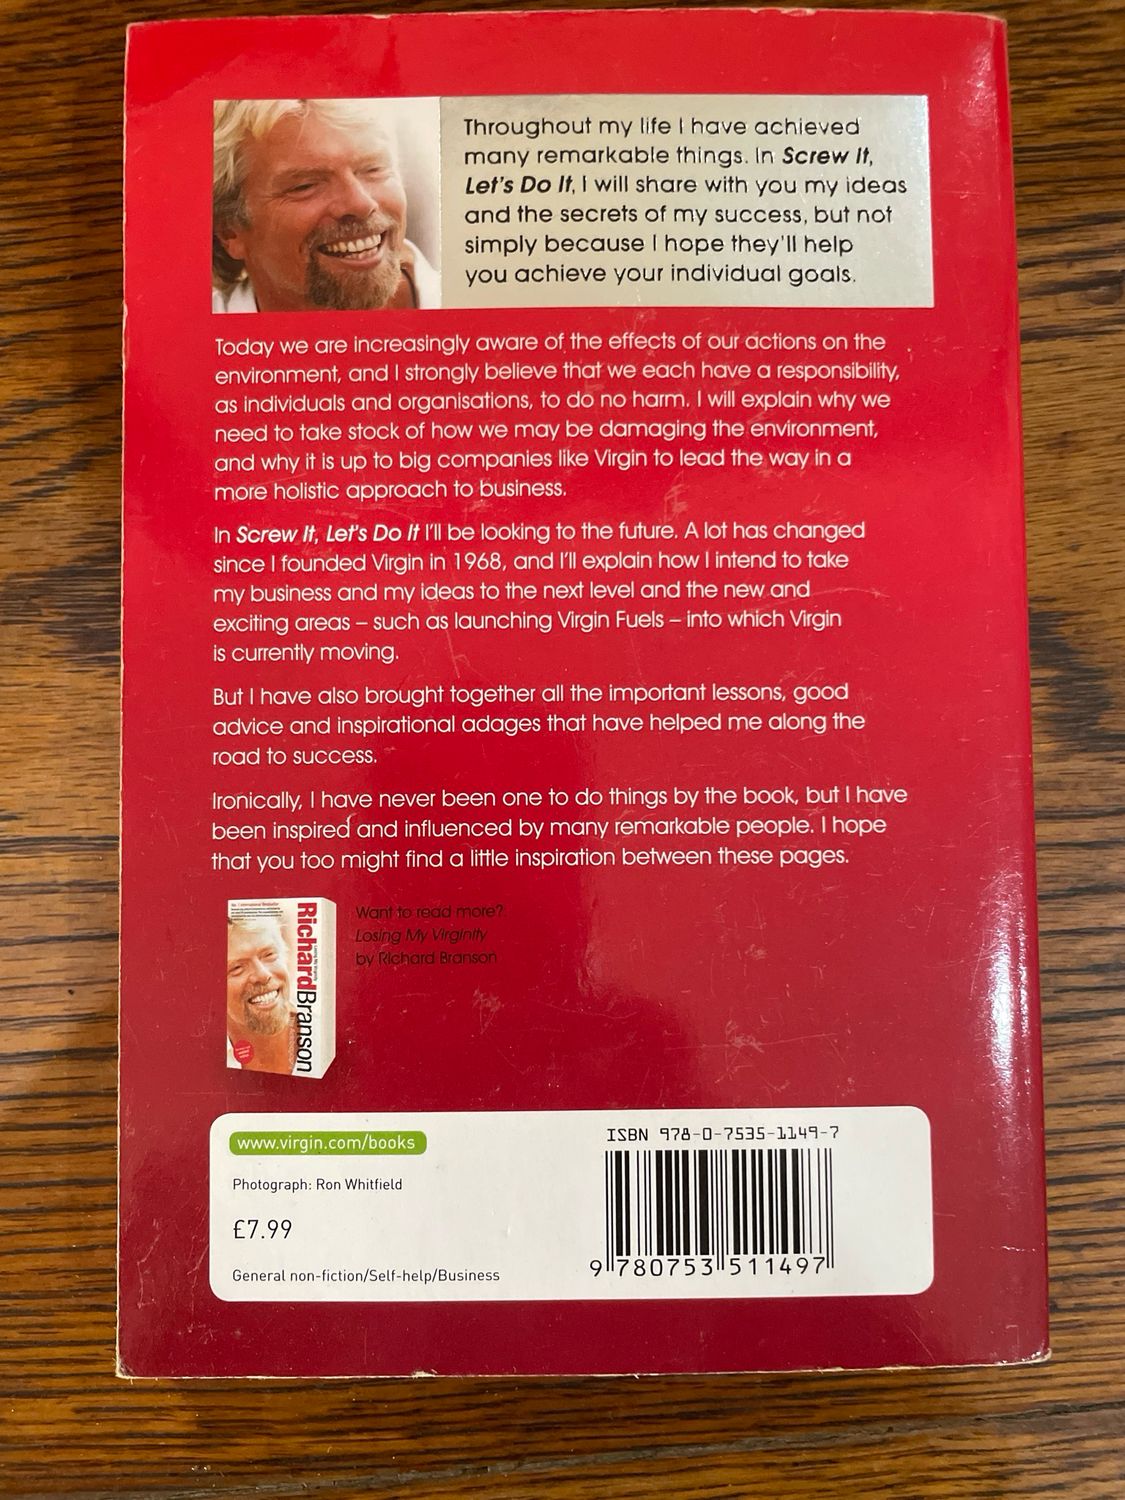 Throughout my life I have achieved
many remarkable things. In Screw It,
Let's Do It, I will share with you my ideas
and the secrets of my success, but not
simply because I hope they'll help
you achieve your individual goals.
Today we are increasingly aware of the effects of our actions on the
environment, and I strongly believe that we each have a responsibility,
as individuals and organisations, to do no harm. I will explain why we
need to take stock of how we may be damaging the environment,
and why it is up to big companies like Virgin to lead the way in a
more holistic approach to business.
In Screw It, Let's Do It I'll be looking to the future. A lot has changed
since I founded Virgin in 1968, and I'll explain how I intend to take
my business and my ideas to the next level and the new and
exciting areas – such as launching Virgin Fuels – into which Virgin
is currently moving.
But I have also brought together all the important lessons, good
advice and inspirational adages that have helped me along the
road to success.
Ironically, I have never been one to do things by the book, but I have
been inspired and influenced by many remarkable people. I hope
that you too might find a little inspiration between these pages.
Richard Branson
Want to read more?
Losing My Virginity
by Richard Branson
www.virgin.com/books
Photograph: Ron Whitfield
£7.99
General non-fiction/Self-help/Business
ISBN 978-0-7535-1149-7
9 780753 511497